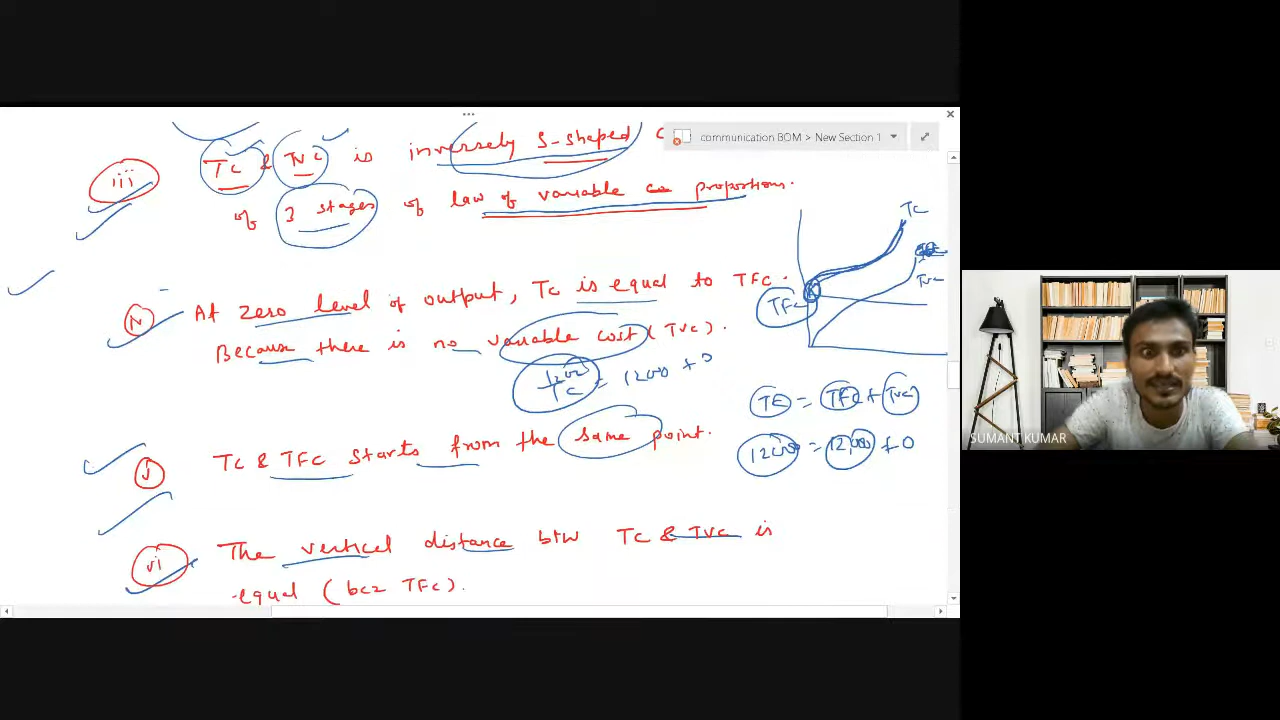 communication BOM > New Section 1
iii TC & TVC is inversely S-shaped
of 3 stages of law of variable proportions.
iv At zero level of output, TC is equal to TFC.
Because there is no variable cost (TVC).
1200
TC = 1200 + 0
v TC & TFC starts from the same point.
vi The vertical distance btw TC & TVC is
equal (bcz TFC).
TC
TVC
TFC
TC = TFC + TVC
1200 = 1200 + 0
SUMANT KUMAR